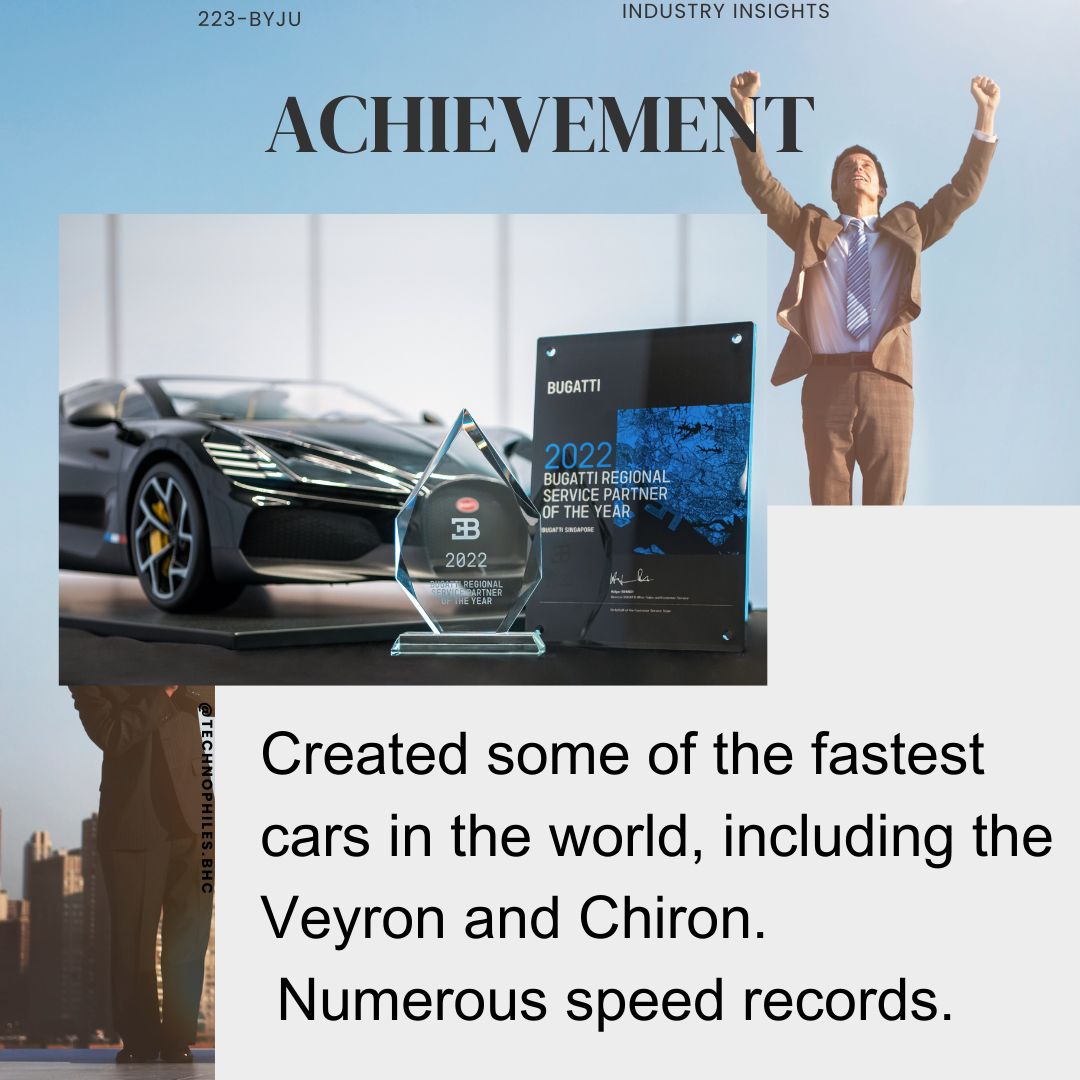 223-BYJU
INDUSTRY INSIGHTS
ACHIEVEMENT
BUGATTI
2022
BUGATTI REGIONAL
SERVICE PARTNER
OF THE YEAR
BUGATTI SINGAPORE
EB
2022
BUGATTI REGIONAL
SERVICE PARTNER
OF THE YEAR
@TECHNOPHILES.BHC
Created some of the fastest
cars in the world, including the
Veyron and Chiron.
Numerous speed records.